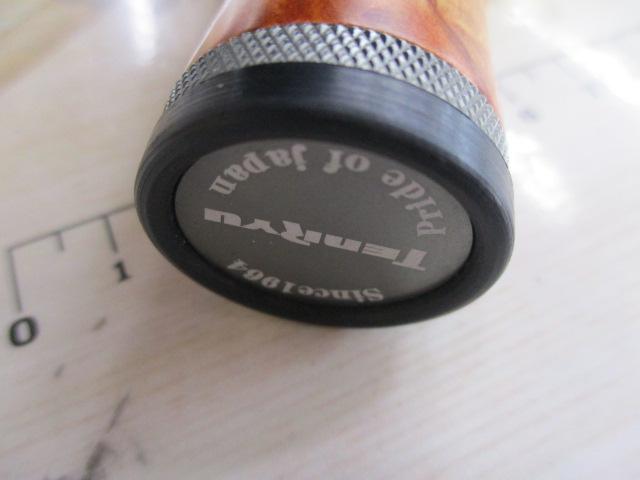 Pride of japan
TENRYU
Since1964
0
1